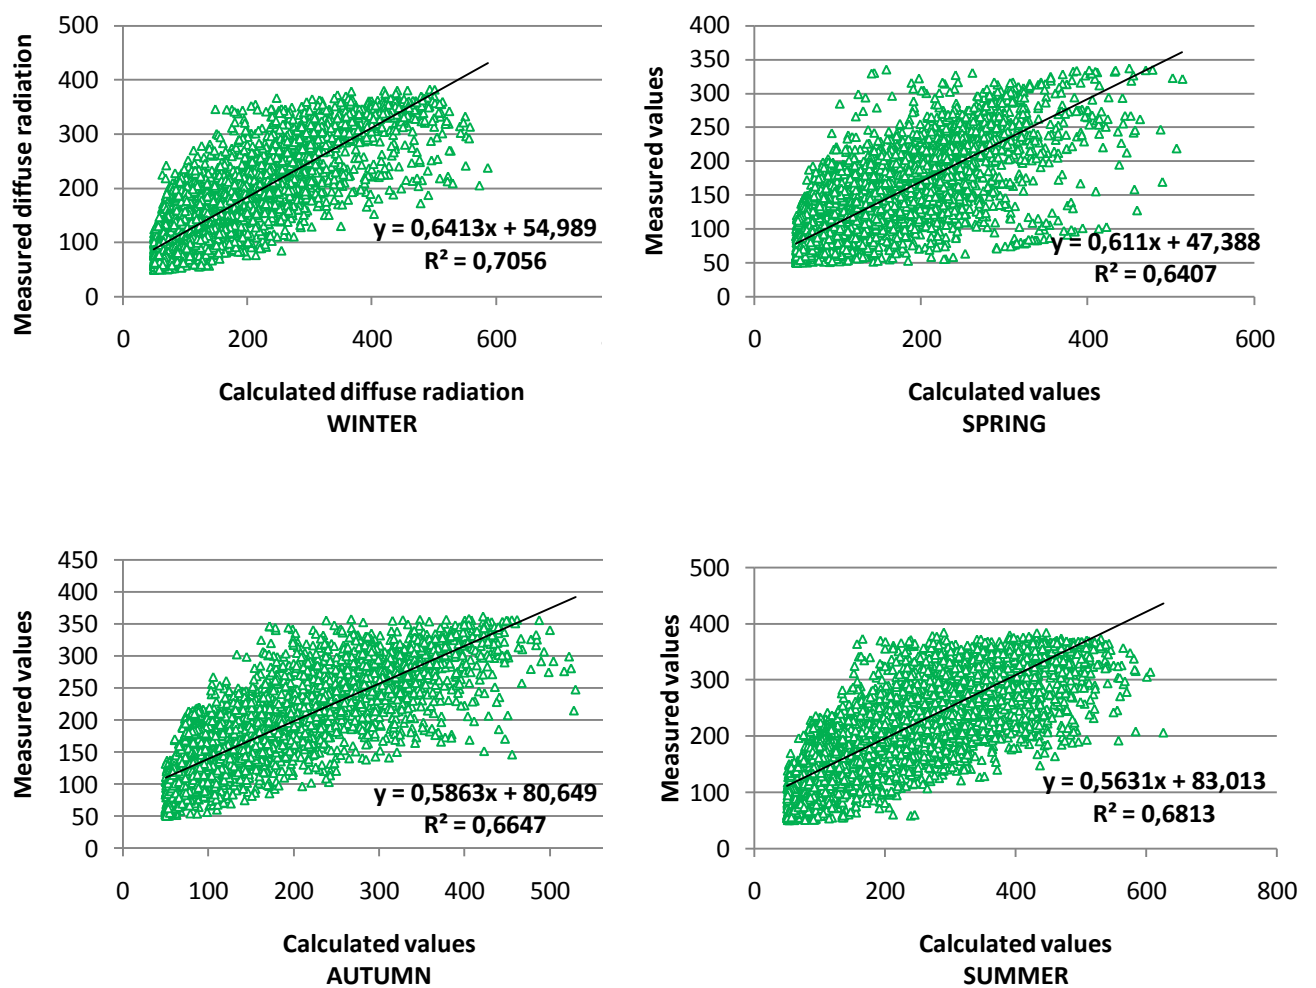 Measured diffuse radiation
500
400
300
200
100
0
0 200 400 600
y = 0,6413x + 54,989
R² = 0,7056
Calculated diffuse radiation
WINTER
Measured values
400
350
300
250
200
150
100
50
0
0 200 400 600
y = 0,611x + 47,388
R² = 0,6407
Calculated values
SPRING
Measured values
450
400
350
300
250
200
150
100
50
0
0 100 200 300 400 500
y = 0,5863x + 80,649
R² = 0,6647
Calculated values
AUTUMN
Measured values
500
400
300
200
100
0
0 200 400 600 800
y = 0,5631x + 83,013
R² = 0,6813
Calculated values
SUMMER